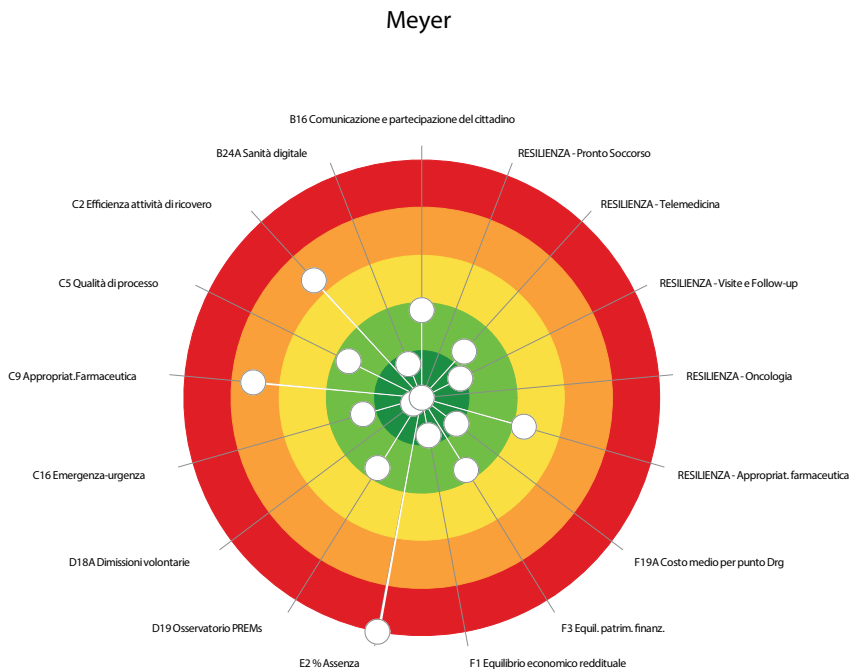 Meyer
B16 Comunicazione e partecipazione del cittadino
B24A Sanità digitale
RESILIENZA - Pronto Soccorso
C2 Efficienza attività di ricovero
RESILIENZA - Telemedicina
C5 Qualità di processo
RESILIENZA - Visite e Follow-up
C9 Appropriat.Farmaceutica
RESILIENZA - Oncologia
C16 Emergenza-urgenza
RESILIENZA - Appropriat. farmaceutica
D18A Dimissioni volontarie
F19A Costo medio per punto Drg
D19 Osservatorio PREMs
F3 Equil. patrim. finanz.
E2 % Assenza
F1 Equilibrio economico reddituale